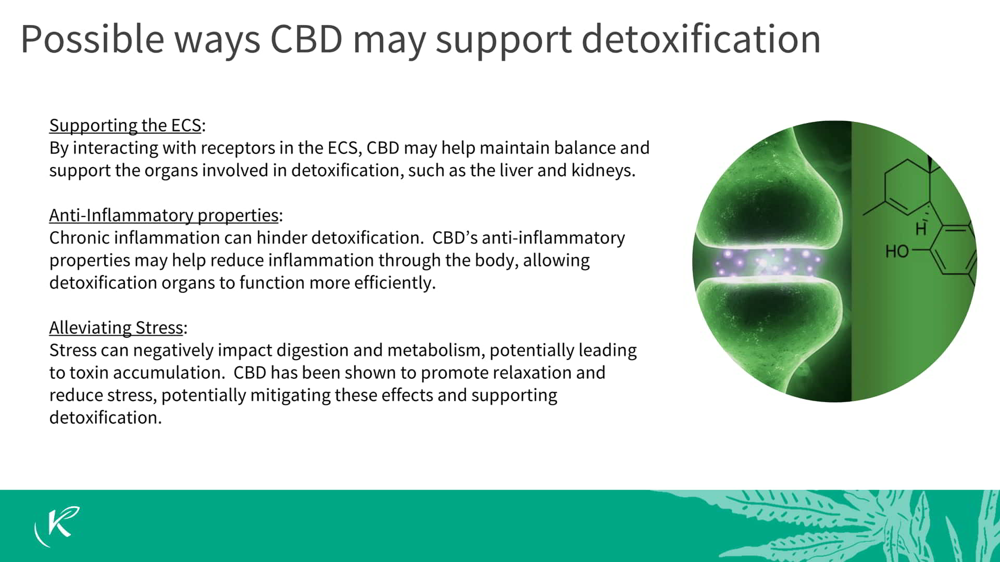 Possible ways CBD may support detoxification
Supporting the ECS:
By interacting with receptors in the ECS, CBD may help maintain balance and
support the organs involved in detoxification, such as the liver and kidneys.
Anti-Inflammatory properties:
Chronic inflammation can hinder detoxification.  CBD’s anti-inflammatory
properties may help reduce inflammation through the body, allowing
detoxification organs to function more efficiently.
Alleviating Stress:
Stress can negatively impact digestion and metabolism, potentially leading
to toxin accumulation.  CBD has been shown to promote relaxation and
reduce stress, potentially mitigating these effects and supporting
detoxification.
H
HO
K